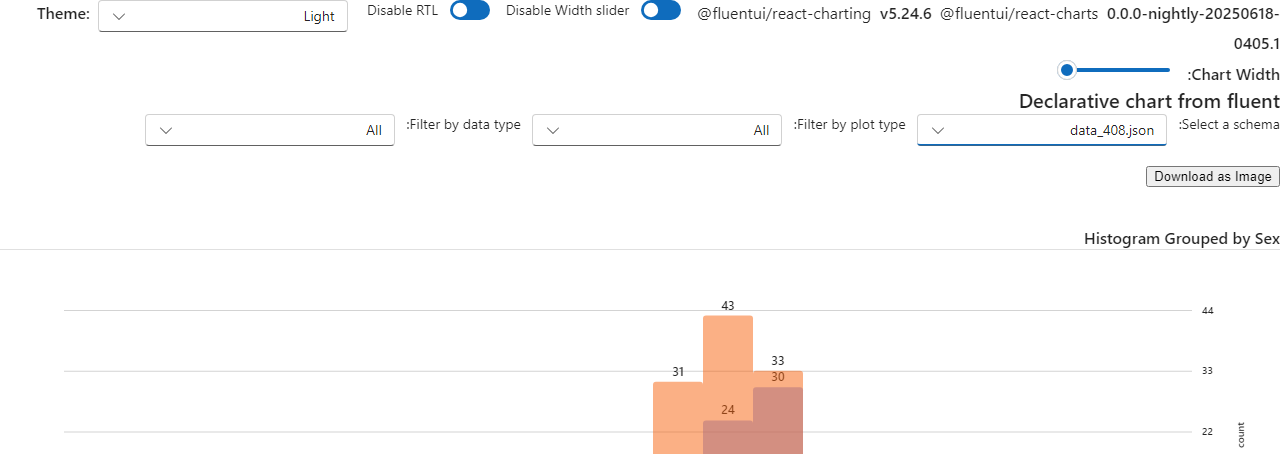 Theme: Light Disable RTL Disable Width slider @fluentui/react-charting v5.24.6 @fluentui/react-charts 0.0.0-nightly-20250618-
0405.1
:Chart Width
Declarative chart from fluent
All :Filter by data type All :Filter by plot type data_408.json :Select a schema
Download as Image
Histogram Grouped by Sex
43
44
33
33
31
30
24
22
count